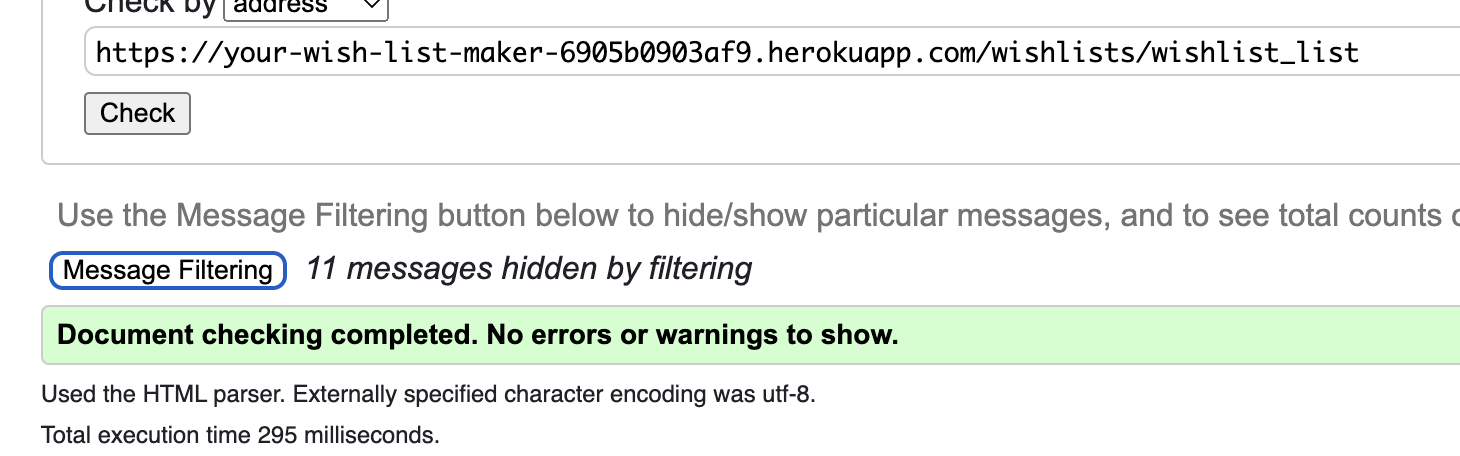 Check by address
https://your-wish-list-maker-6905b0903af9.herokuapp.com/wishlists/wishlist_list
Check
Use the Message Filtering button below to hide/show particular messages, and to see total counts
Message Filtering 11 messages hidden by filtering
Document checking completed. No errors or warnings to show.
Used the HTML parser. Externally specified character encoding was utf-8.
Total execution time 295 milliseconds.